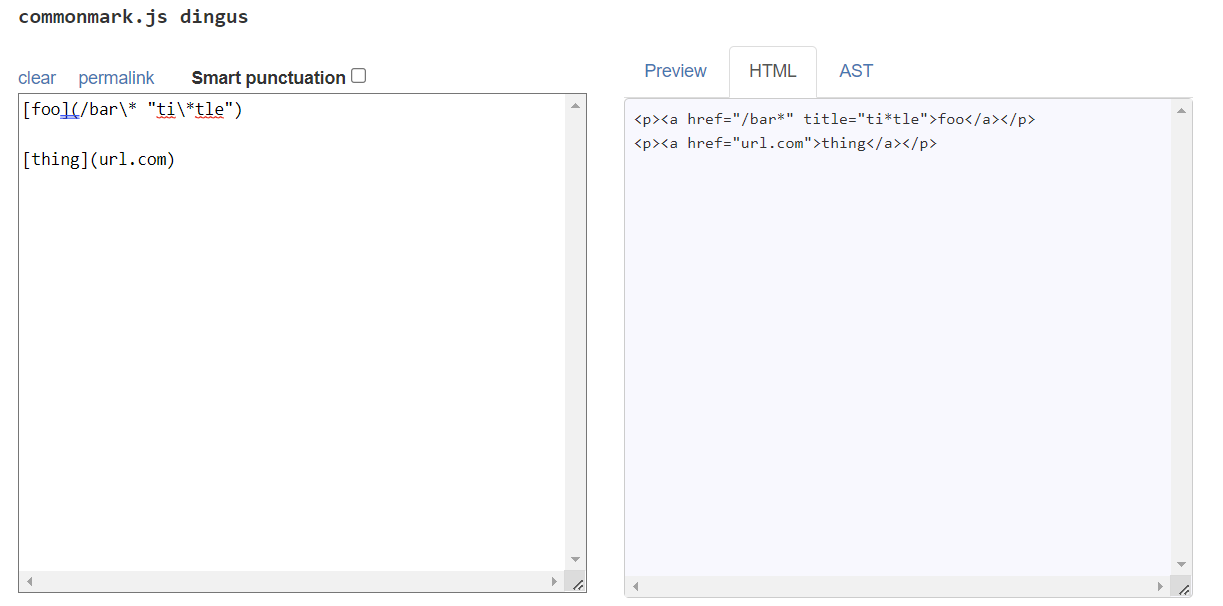 commonmark.js dingus
clear permalink Smart punctuation
Preview HTML AST
[foo](/bar\* "ti\*tle")
[thing](url.com)
<p><a href="/bar*" title="ti*tle">foo</a></p>
<p><a href="url.com">thing</a></p>